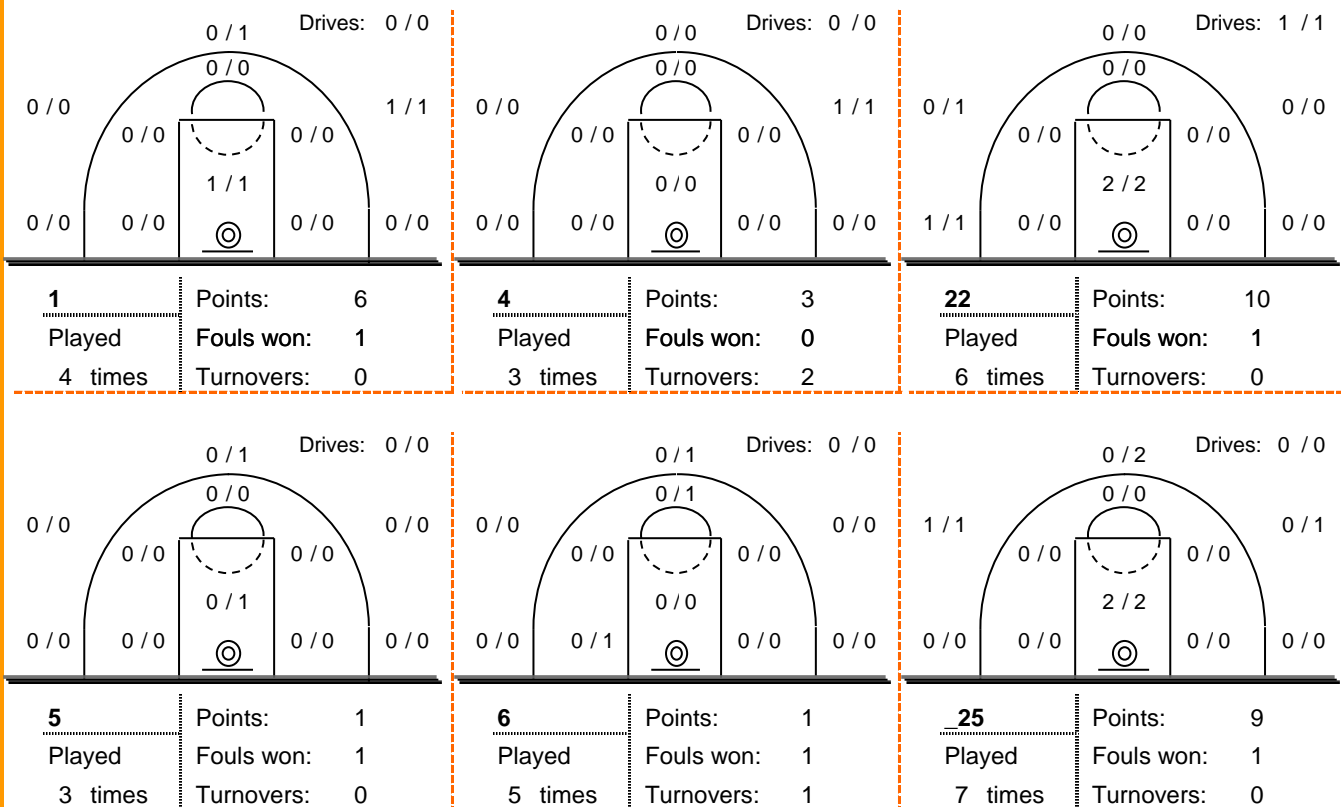 0 / 1 Drives: 0 / 0
0 / 0
0 / 0 1 / 1
0 / 0 0 / 0
1 / 1
0 / 0 0 / 0 0 / 0 0 / 0
1 Points: 6
Played Fouls won: 1
4 times Turnovers: 0
0 / 0 Drives: 0 / 0
0 / 0
0 / 0 1 / 1
0 / 0 0 / 0
0 / 0
0 / 0 0 / 0 0 / 0 0 / 0
4 Points: 3
Played Fouls won: 0
3 times Turnovers: 2
0 / 0 Drives: 1 / 1
0 / 0
0 / 1 0 / 0
0 / 0 0 / 0
2 / 2
1 / 1 0 / 0 0 / 0 0 / 0
22 Points: 10
Played Fouls won: 1
6 times Turnovers: 0
0 / 1 Drives: 0 / 0
0 / 0
0 / 0 0 / 0
0 / 0 0 / 0
0 / 1
0 / 0 0 / 0 0 / 0 0 / 0
5 Points: 1
Played Fouls won: 1
3 times Turnovers: 0
0 / 1 Drives: 0 / 0
0 / 1
0 / 0 0 / 0
0 / 0 0 / 0
0 / 0
0 / 0 0 / 1 0 / 0 0 / 0
6 Points: 1
Played Fouls won: 1
5 times Turnovers: 1
0 / 2 Drives: 0 / 0
0 / 0
1 / 1 0 / 1
0 / 0 0 / 0
2 / 2
0 / 0 0 / 0 0 / 0 0 / 0
_25 Points: 9
Played Fouls won: 1
7 times Turnovers: 0